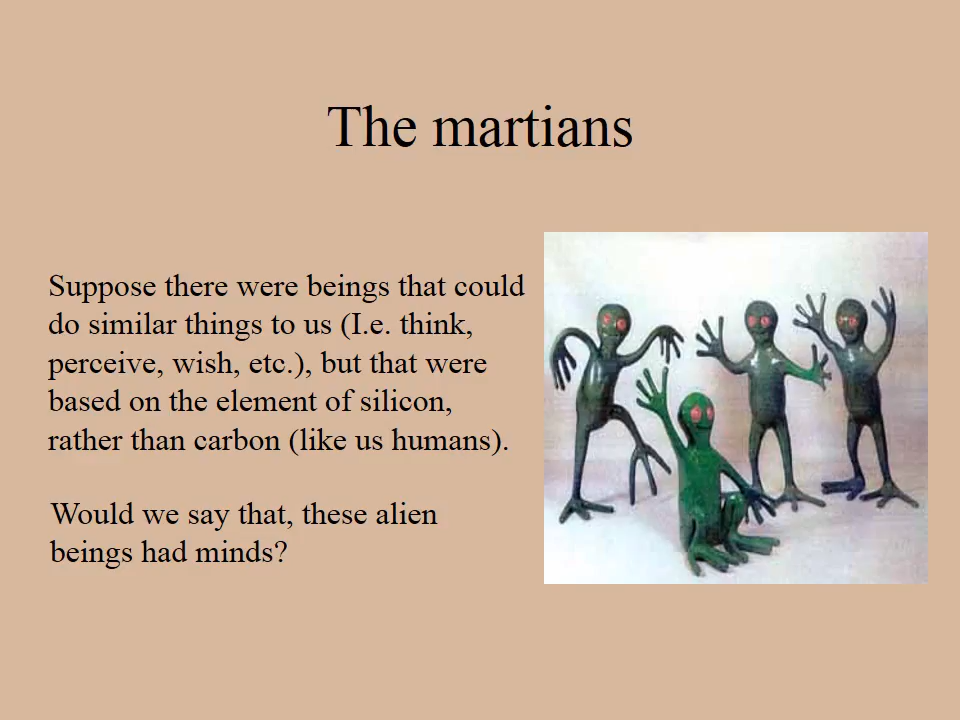 The martians
Suppose there were beings that could
do similar things to us (I.e. think,
perceive, wish, etc.), but that were
based on the element of silicon,
rather than carbon (like us humans).
Would we say that, these alien
beings had minds?